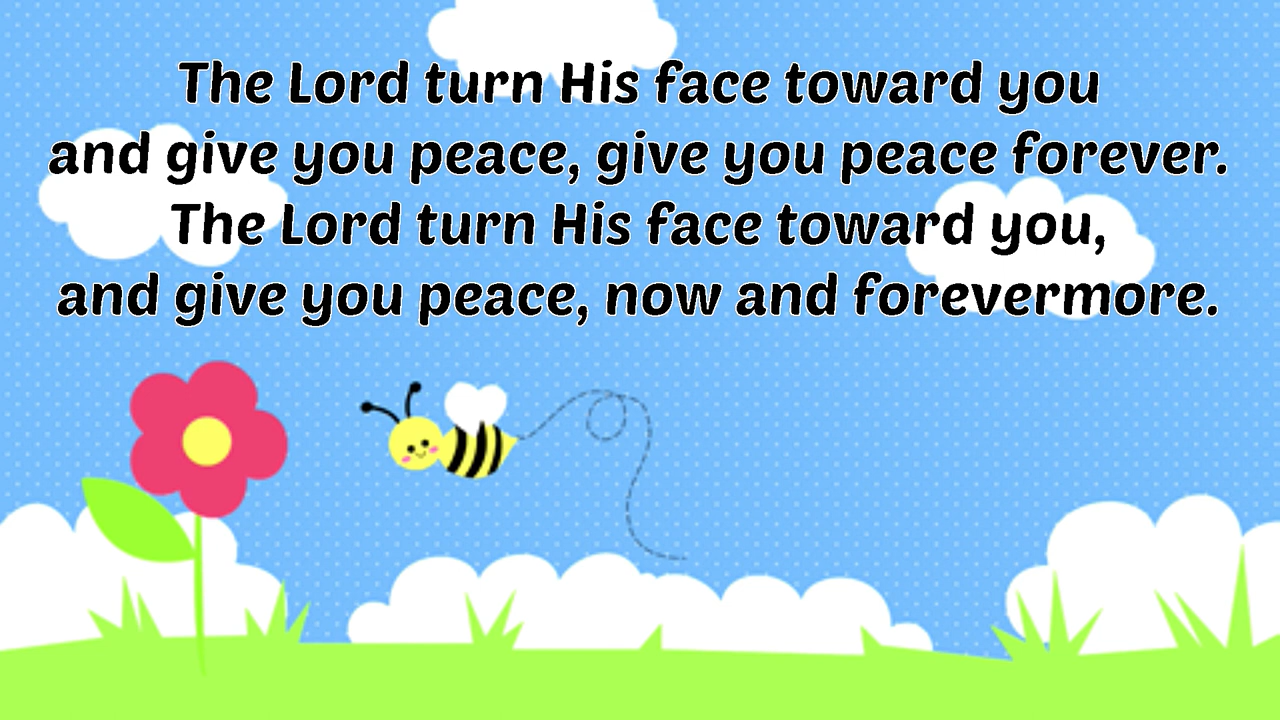 The Lord turn His face toward you
and give you peace, give you peace forever.
The Lord turn His face toward you,
and give you peace, now and forevermore.